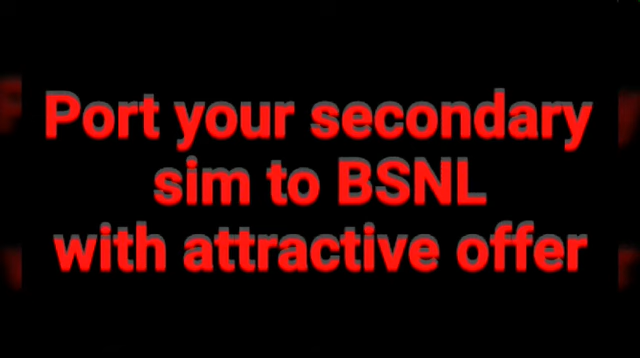 Port your secondary
sim to BSNL
with attractive offer